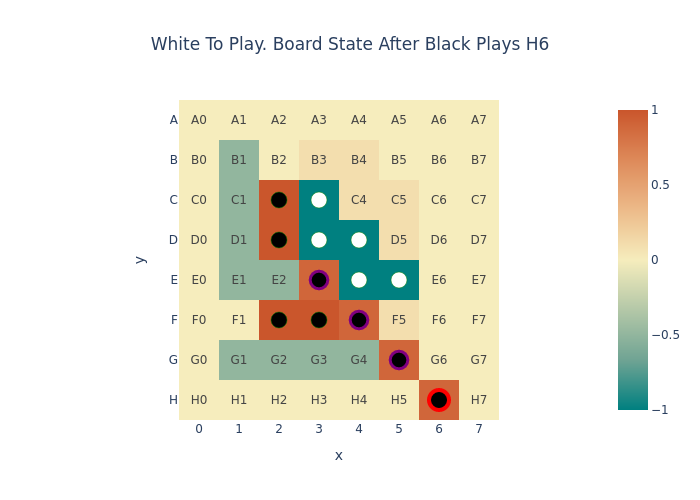 White To Play. Board State After Black Plays H6
A A0 A1 A2 A3 A4 A5 A6 A7
B B0 B1 B2 B3 B4 B5 B6 B7
C C0 C1 C4 C5 C6 C7
D D0 D1 D5 D6 D7
E E0 E1 E2 E6 E7
F F0 F1 F5 F6 F7
G G0 G1 G2 G3 G4 G6 G7
H H0 H1 H2 H3 H4 H5 H7
0 1 2 3 4 5 6 7
x
y
1
0.5
0
−0.5
−1